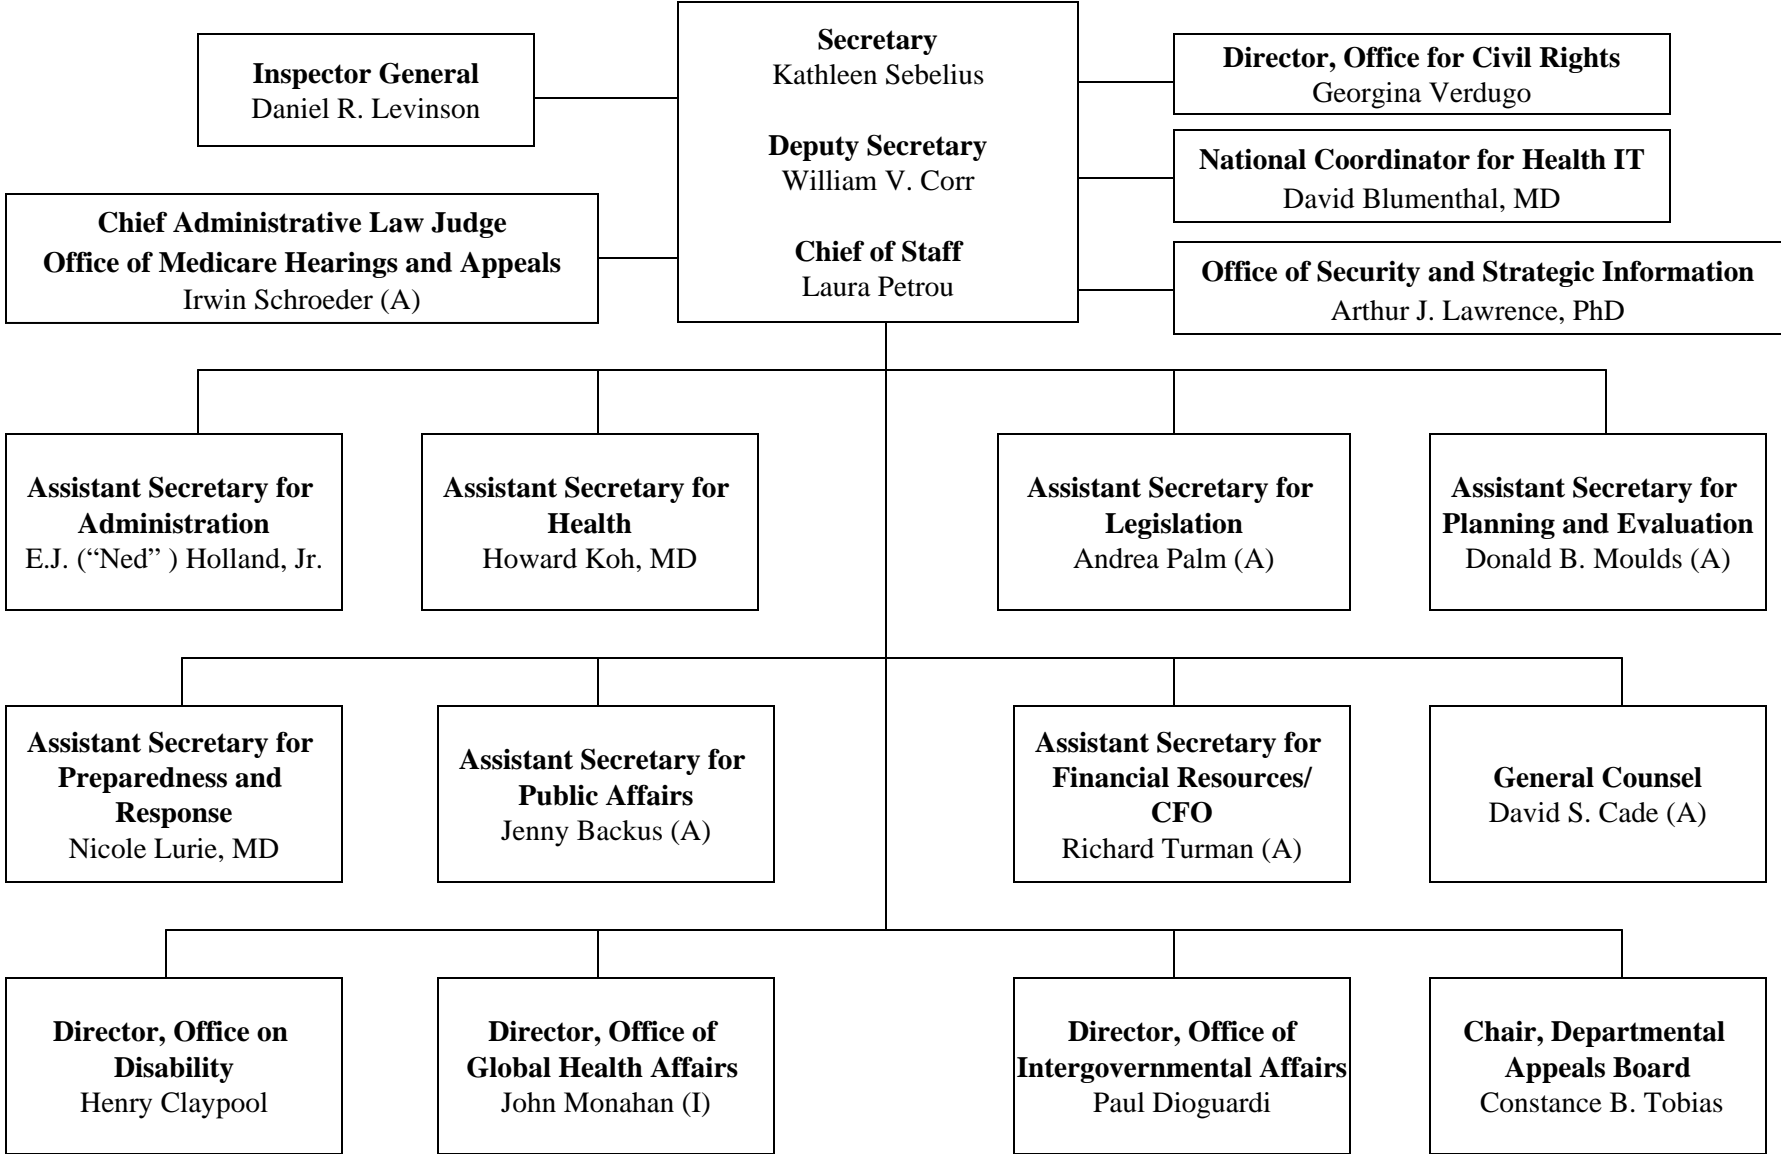 Secretary
Kathleen Sebelius
Deputy Secretary
William V. Corr
Chief of Staff
Laura Petrou
Inspector General
Daniel R. Levinson
Chief Administrative Law Judge
Office of Medicare Hearings and Appeals
Irwin Schroeder (A)
Director, Office for Civil Rights
Georgina Verdugo
National Coordinator for Health IT
David Blumenthal, MD
Office of Security and Strategic Information
Arthur J. Lawrence, PhD
Assistant Secretary for
Administration
E.J. (“Ned” ) Holland, Jr.
Assistant Secretary for
Health
Howard Koh, MD
Assistant Secretary for
Legislation
Andrea Palm (A)
Assistant Secretary for
Planning and Evaluation
Donald B. Moulds (A)
Assistant Secretary for
Preparedness and
Response
Nicole Lurie, MD
Assistant Secretary for
Public Affairs
Jenny Backus (A)
Assistant Secretary for
Financial Resources/
CFO
Richard Turman (A)
General Counsel
David S. Cade (A)
Director, Office on
Disability
Henry Claypool
Director, Office of
Global Health Affairs
John Monahan (I)
Director, Office of
Intergovernmental Affairs
Paul Dioguardi
Chair, Departmental
Appeals Board
Constance B. Tobias